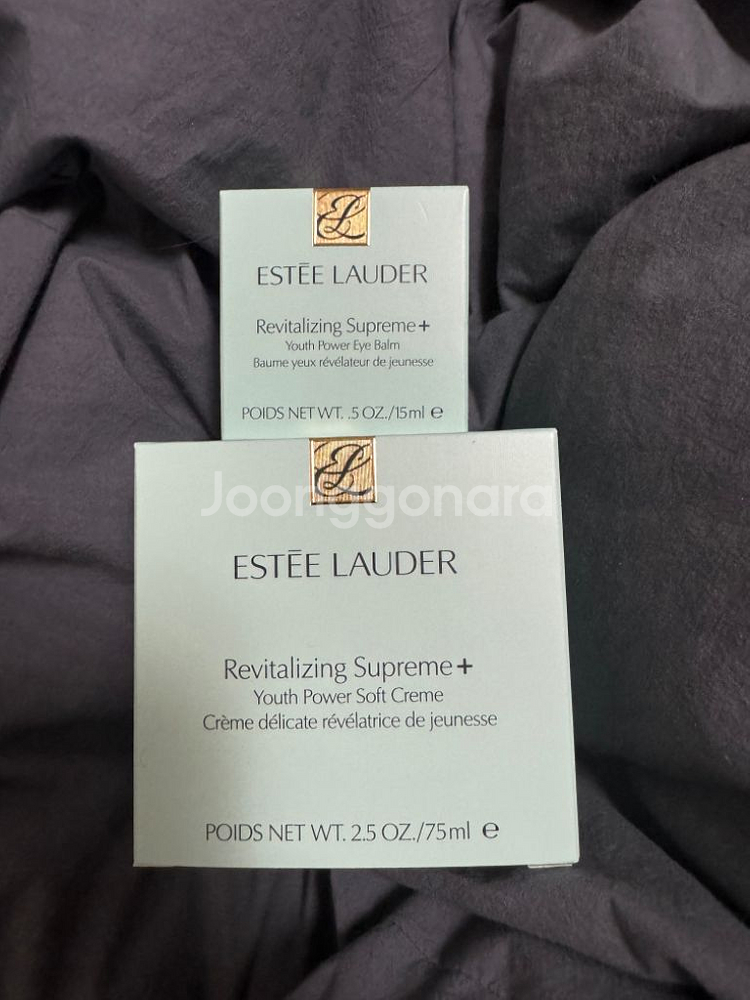 ESTĒE LAUDER
Revitalizing Supreme+
Youth Power Eye Balm
Baume yeux révélateur de jeunesse
POIDS NET WT. .5 OZ./15ml ℮
Joonggonara
ESTĒE LAUDER
Revitalizing Supreme+
Youth Power Soft Creme
Crème délicate révélatrice de jeunesse
POIDS NET WT. 2.5 OZ./75ml ℮